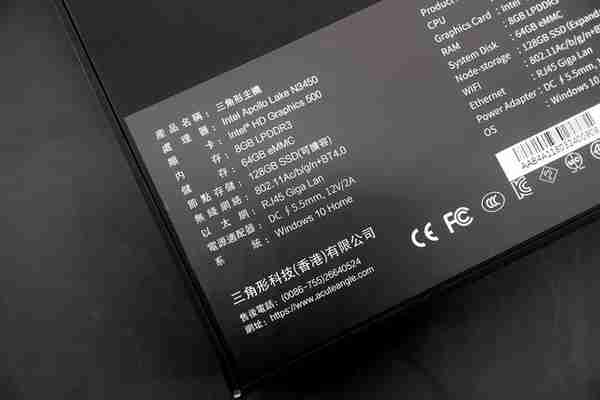 產品名稱：三角形主機
處理器：Intel Apollo Lake N3450
顯卡：Intel® HD Graphics 500
內存：8GB LPDDR3
儲存：64GB eMMC
節點存儲：128GB SSD(可擴容)
無綫網絡：802.11Ac/b/g/n+BT4.0
以太網：RJ45 Giga Lan
電源適配器：DC ∮5.5mm, 12V/2A
系統：Windows 10 Home
三角形科技(香港)有限公司
售後電話：(0086-755)26640524
網址：https://www.acuteangle.com
CPU : Intel
Graphics Card : Intel
RAM : 8GB LPDDR3
System Disk : 64GB eMMC
Node-storage : 128GB SSD (Expand
WiFi : 802.11Ac/b/g/n+
Ethernet : RJ45 Giga Lan
Power Adapter : DC ∮5.5mm,
OS : Windows 10
CE FC CCC